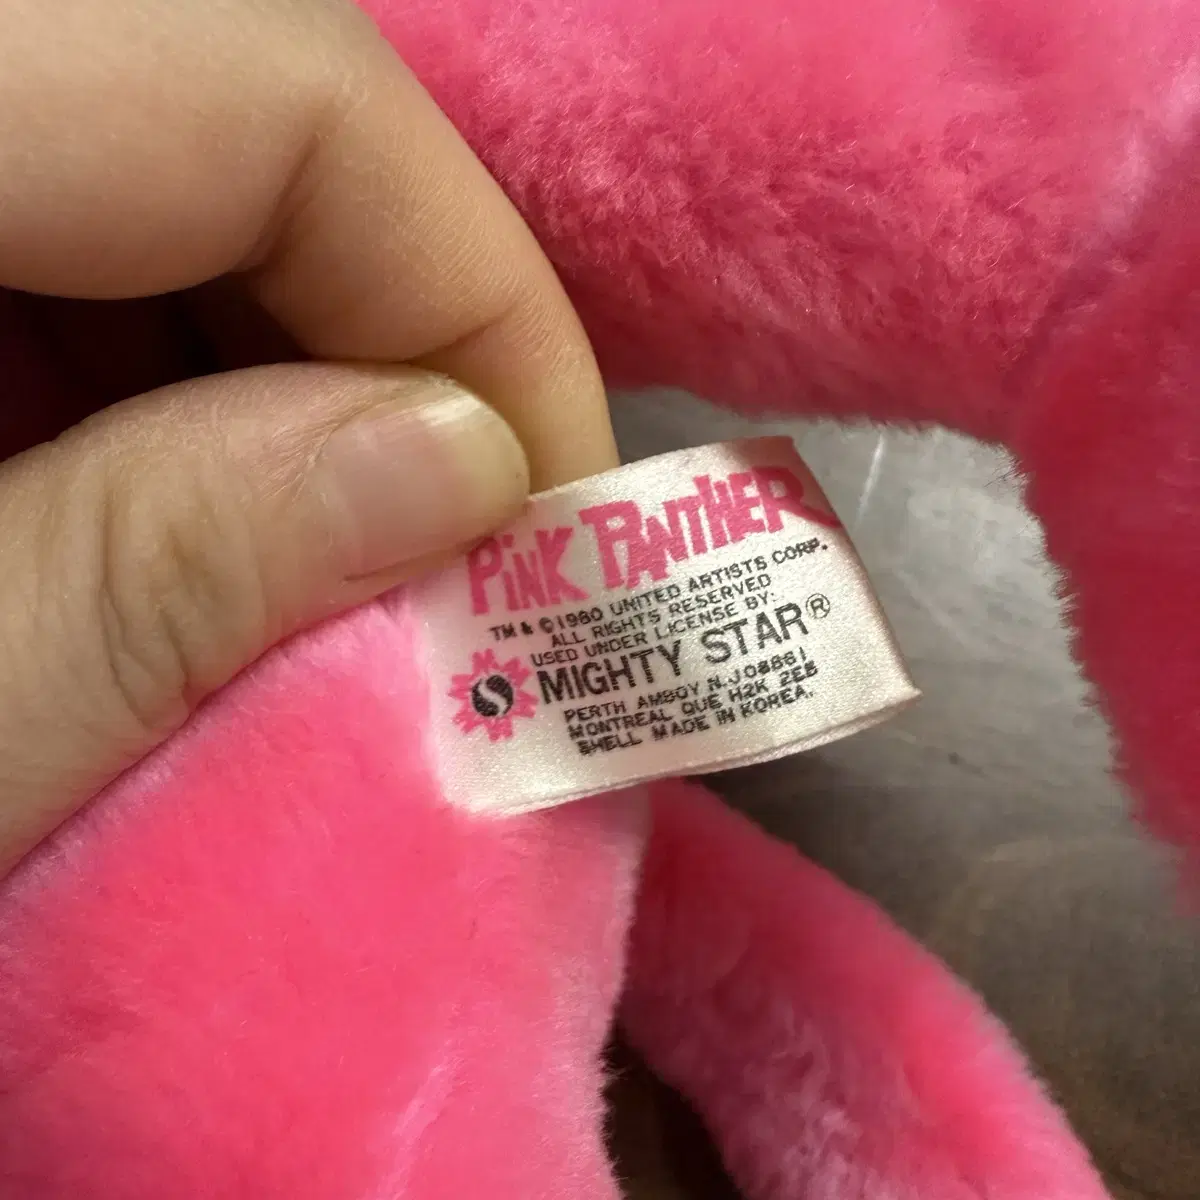 PiNK PANTHER
TM & ©1980 UNITED ARTISTS CORP.
ALL RIGHTS RESERVED
USED UNDER LICENSE BY:
MIGHTY STAR®
PERTH AMBOY N.J 08861
MONTREAL QUE H2K 2E8
SHELL MADE IN KOREA.